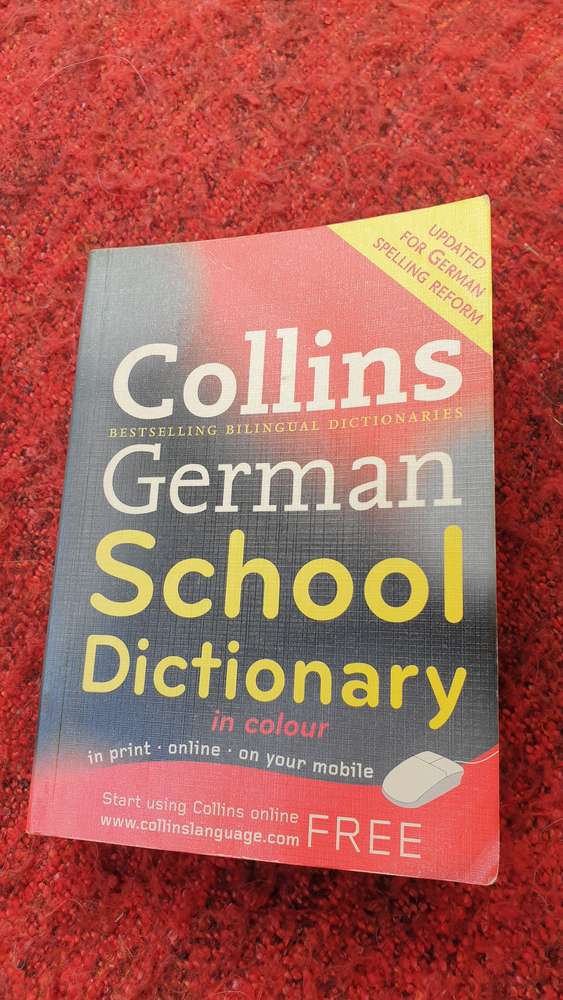 UPDATED
FOR GERMAN
SPELLING REFORM
Collins
BESTSELLING BILINGUAL DICTIONARIES
German
School
Dictionary
in colour
in print · online · on your mobile
Start using Collins online
www.collinslanguage.com FREE